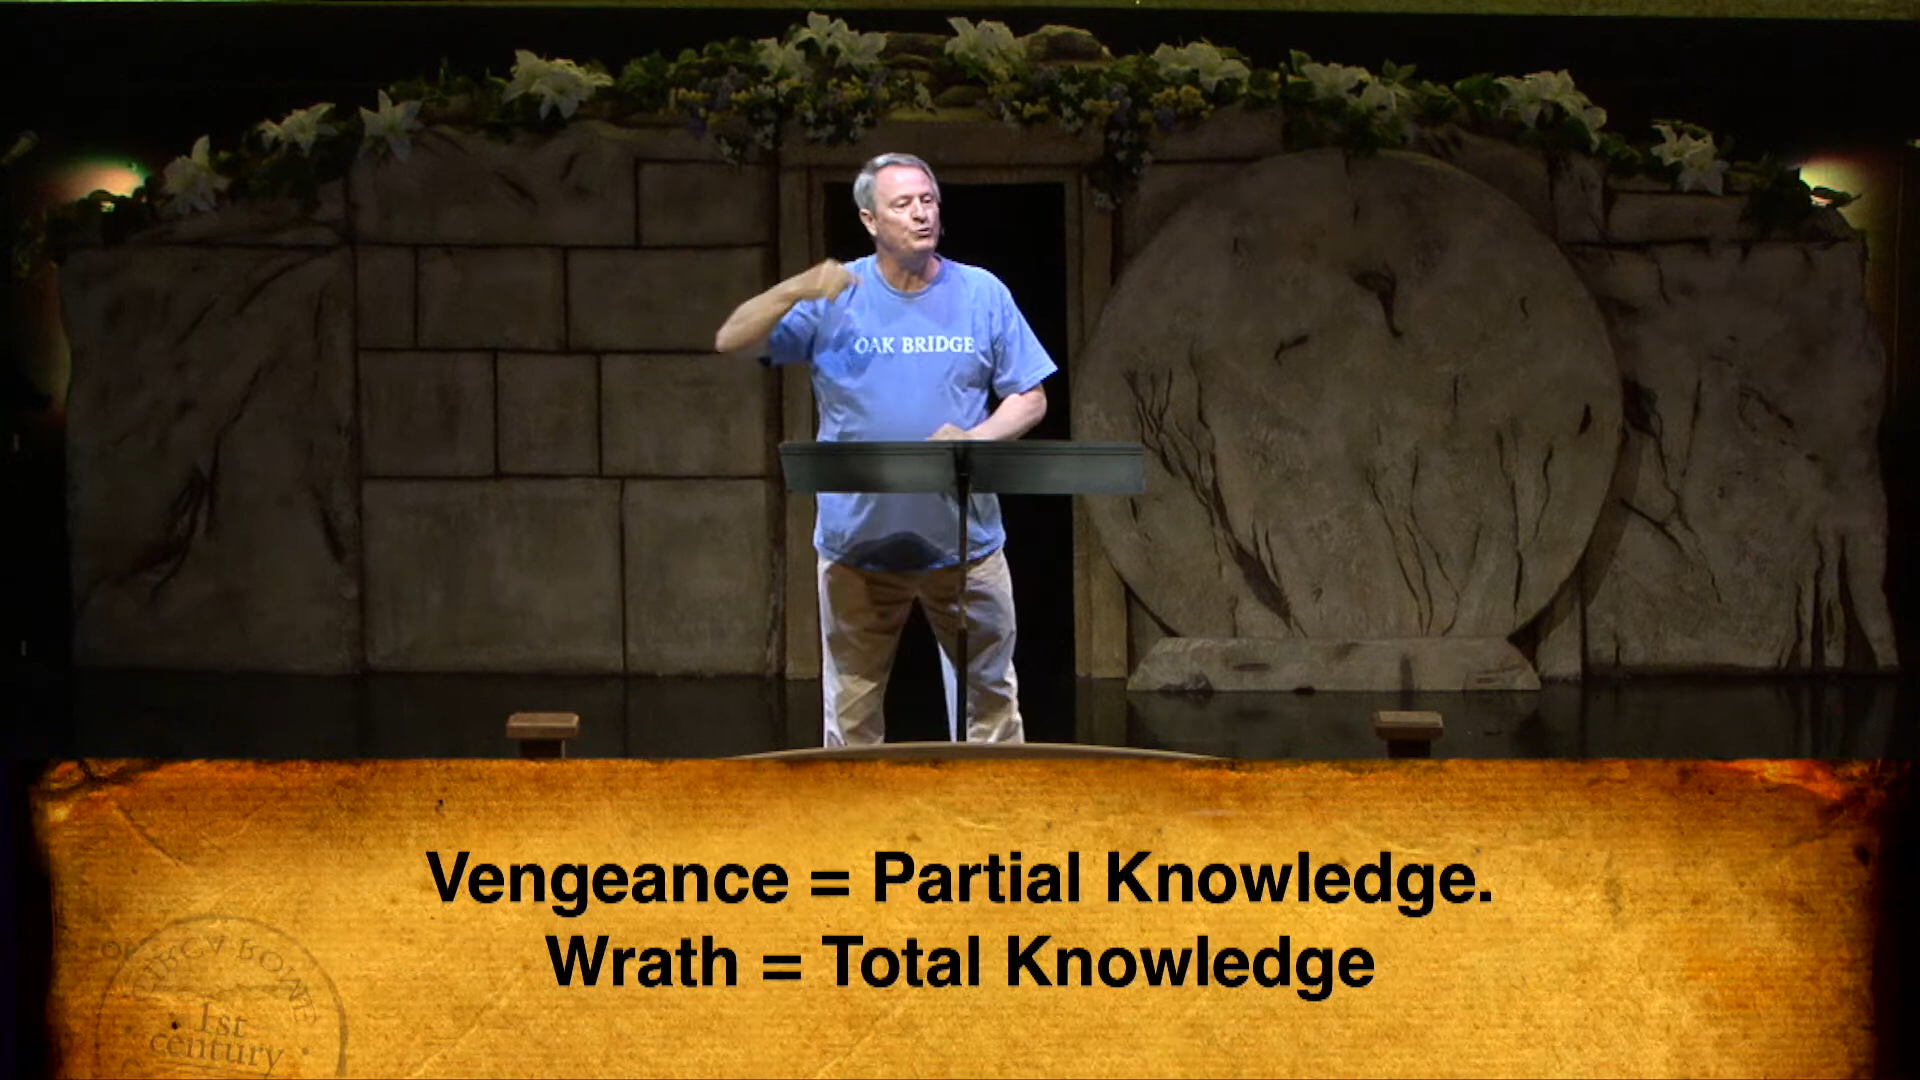 OAK BRIDGE
Vengeance = Partial Knowledge.
Wrath = Total Knowledge
1st
century